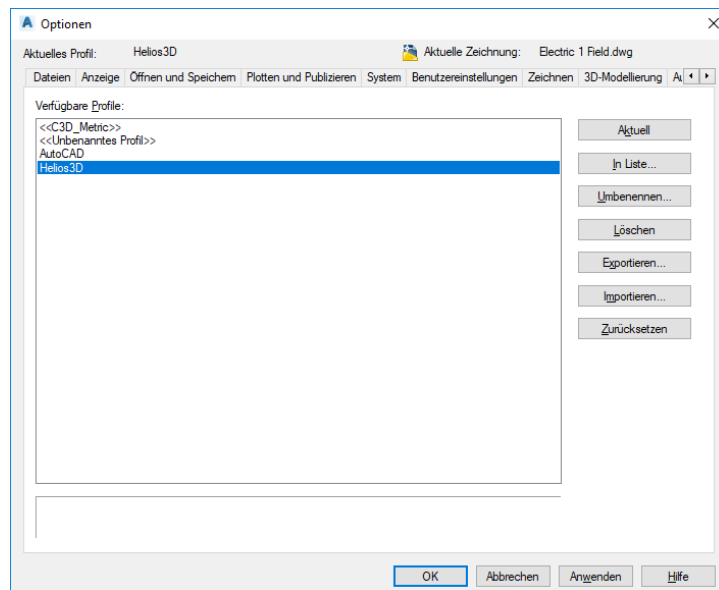 Optionen
Aktuelles Profil: Helios3D Aktuelle Zeichnung: Electric 1 Field.dwg
Dateien Anzeige Öffnen und Speichern Plotten und Publizieren System Benutzereinstellungen Zeichnen 3D-Modellierung
Verfügbare Profile:
<<C3D_Metric>>
<<Unbenanntes Profil>>
AutoCAD
Helios3D
Aktuell
In Liste...
Umbenennen...
Löschen
Exportieren...
Importieren...
Zurücksetzen
OK Abbrechen Anwenden Hilfe